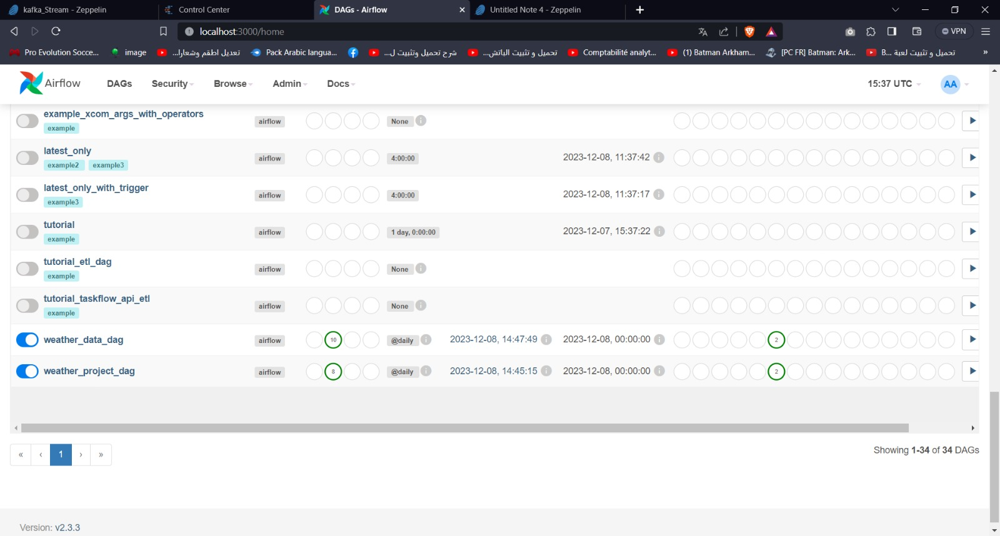 kafka_Stream - Zeppelin
Control Center
DAGs - Airflow
Untitled Note 4 - Zeppelin
localhost:3000/home
VPN
Pro Evolution Socce...
image
تعديل اطقم وشعارا...
Pack Arabic langua...
شرح تحميل وتثبيت ل...
تحميل و تثبيت الباتش...
Comptabilité analyt...
(1) Batman Arkham...
[PC FR] Batman: Ark...
تحميل و تثبيت لعبة B...
»
Airflow
DAGs
Security
Browse
Admin
Docs
15:37 UTC
AA
example_xcom_args_with_operators
example
airflow
None
latest_only
example2 example3
airflow
4:00:00
2023-12-08, 11:37:42
latest_only_with_trigger
example3
airflow
4:00:00
2023-12-08, 11:37:17
tutorial
example
airflow
1 day, 0:00:00
2023-12-07, 15:37:22
tutorial_etl_dag
example
airflow
None
tutorial_taskflow_api_etl
example
airflow
None
weather_data_dag
airflow
10
@daily
2023-12-08, 14:47:49
2023-12-08, 00:00:00
2
weather_project_dag
airflow
8
@daily
2023-12-08, 14:45:15
2023-12-08, 00:00:00
2
« ‹ 1 › »
Showing 1-34 of 34 DAGs
Version: v2.3.3